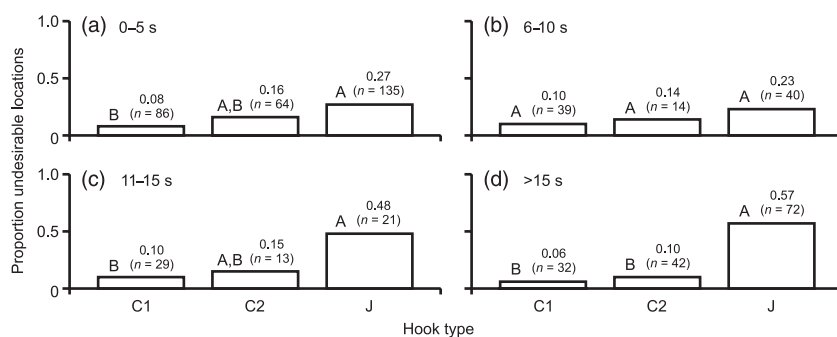 Proportion undesirable locations
(a) 0–5 s
1.0
0.5
0
B 0.08 (n = 86)
A,B 0.16 (n = 64)
A 0.27 (n = 135)
(b) 6–10 s
A 0.10 (n = 39)
A 0.14 (n = 14)
A 0.23 (n = 40)
(c) 11–15 s
1.0
0.5
0
B 0.10 (n = 29)
A,B 0.15 (n = 13)
A 0.48 (n = 21)
C1 C2 J
(d) >15 s
B 0.06 (n = 32)
B 0.10 (n = 42)
A 0.57 (n = 72)
C1 C2 J
Hook type